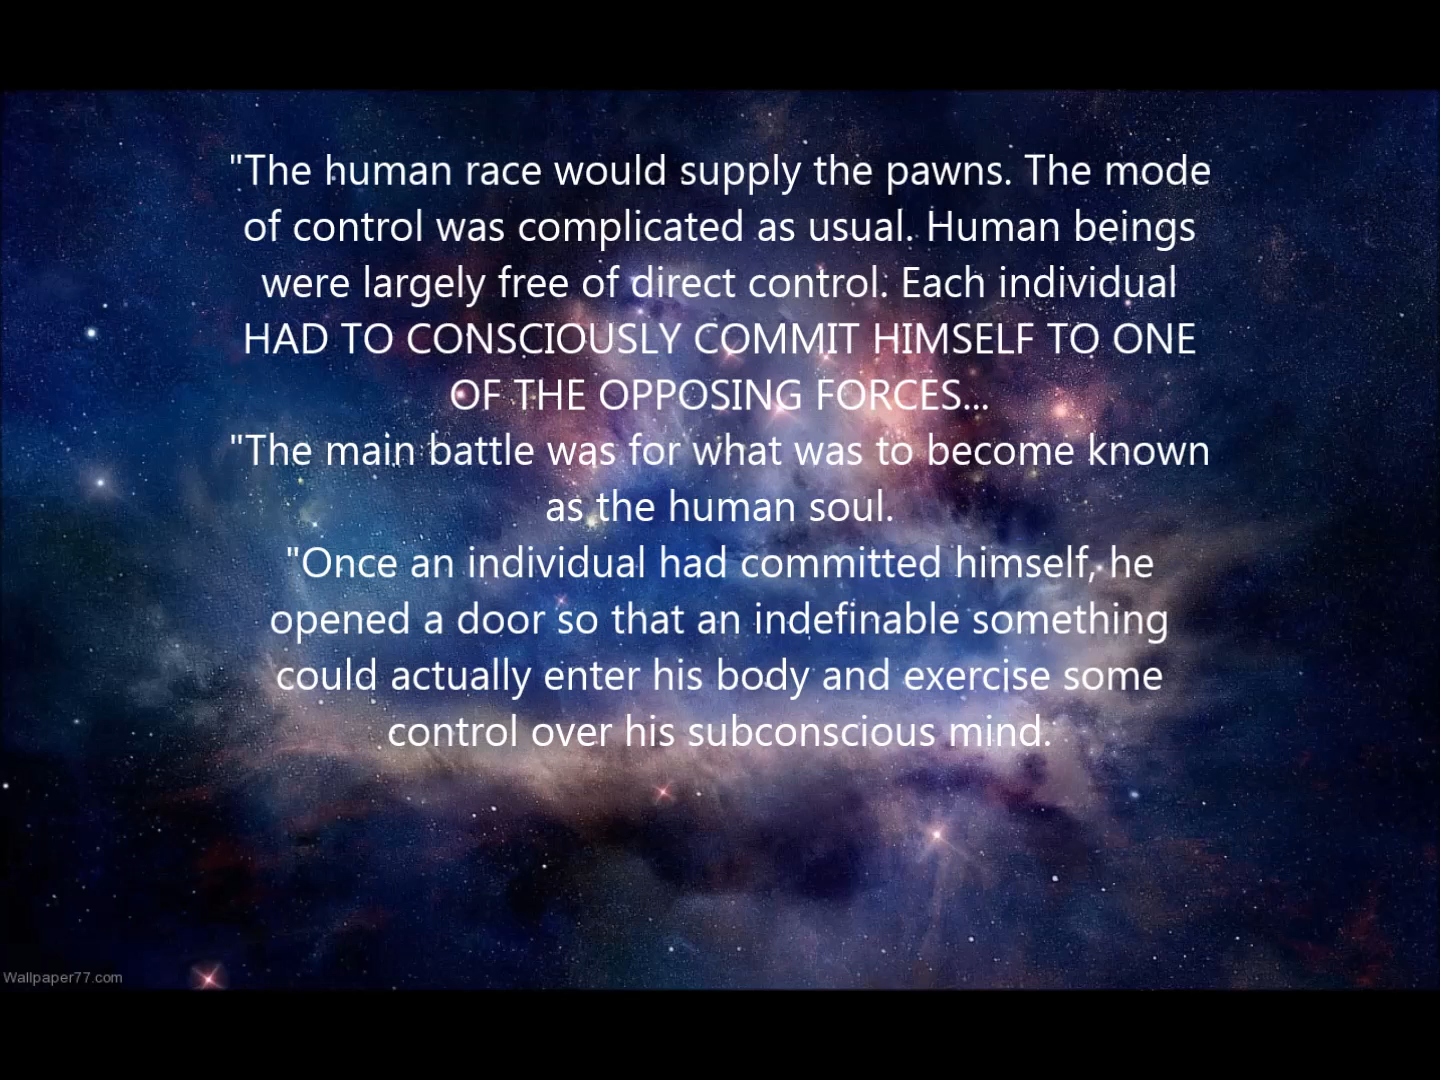 "The human race would supply the pawns. The mode
of control was complicated as usual. Human beings
were largely free of direct control. Each individual
HAD TO CONSCIOUSLY COMMIT HIMSELF TO ONE
OF THE OPPOSING FORCES...
"The main battle was for what was to become known
as the human soul.
"Once an individual had committed himself, he
opened a door so that an indefinable something
could actually enter his body and exercise some
control over his subconscious mind.
Wallpaper77.com